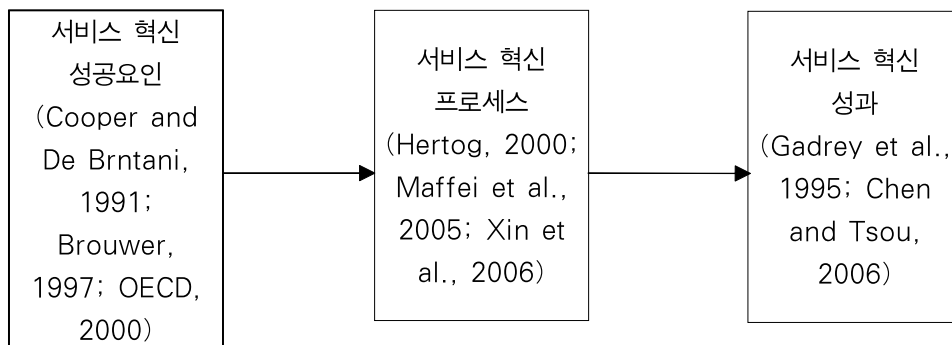 서비스 혁신
성공요인
(Cooper and
De Brntani,
1991;
Brouwer,
1997; OECD,
2000)
서비스 혁신
프로세스
(Hertog, 2000;
Maffei et al.,
2005; Xin et
al., 2006)
서비스 혁신
성과
(Gadrey et al.,
1995; Chen
and Tsou,
2006)